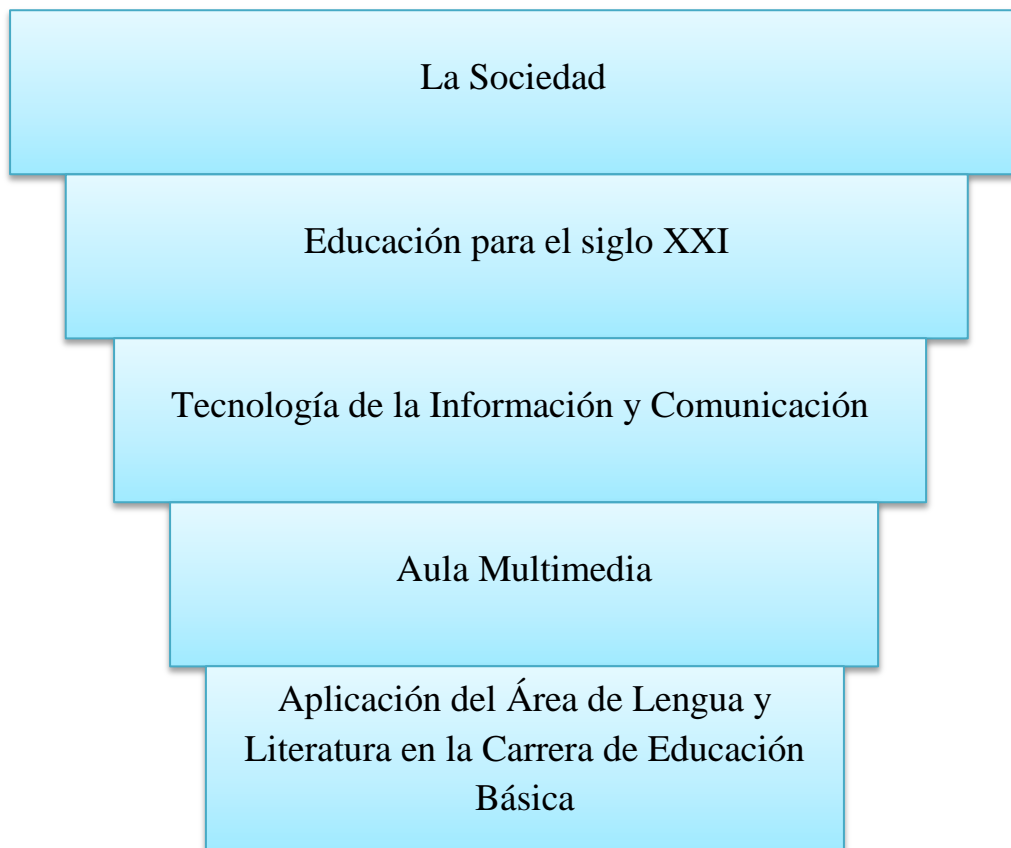 La Sociedad
Educación para el siglo XXI
Tecnología de la Información y Comunicación
Aula Multimedia
Aplicación del Área de Lengua y
Literatura en la Carrera de Educación
Básica